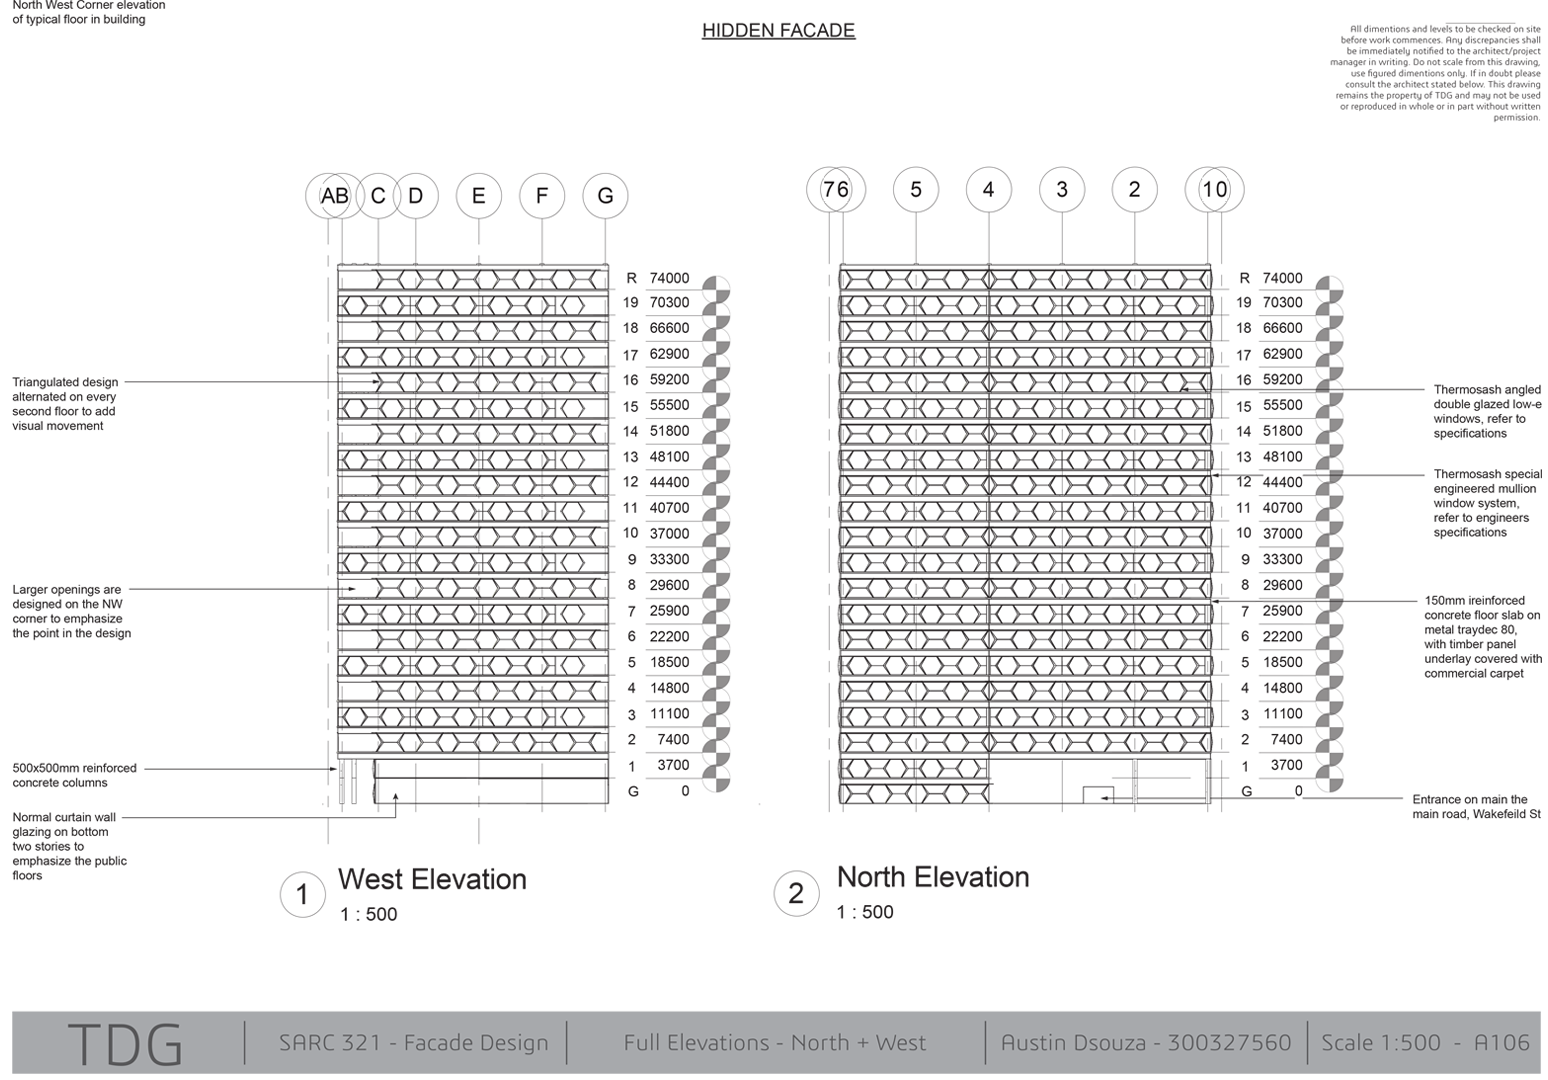 North West Corner elevation
of typical floor in building
HIDDEN FACADE
All dimentions and levels to be checked on site
before work commences. Any discrepancies shall
be immediately notified to the architect/project
manager in writing. Do not scale from this drawing,
use figured dimentions only. If in doubt please
consult the architect stated below. This drawing
remains the property of TDG and may not be used
or reproduced in whole or in part without written
permission.
A B C D E F G
7 6 5 4 3 2 1 0
R 74000
19 70300
18 66600
17 62900
16 59200
15 55500
14 51800
13 48100
12 44400
11 40700
10 37000
9 33300
8 29600
7 25900
6 22200
5 18500
4 14800
3 11100
2 7400
1 3700
G 0
R 74000
19 70300
18 66600
17 62900
16 59200
15 55500
14 51800
13 48100
12 44400
11 40700
10 37000
9 33300
8 29600
7 25900
6 22200
5 18500
4 14800
3 11100
2 7400
1 3700
G 0
Triangulated design
alternated on every
second floor to add
visual movement
Larger openings are
designed on the NW
corner to emphasize
the point in the design
500x500mm reinforced
concrete columns
Normal curtain wall
glazing on bottom
two stories to
emphasize the public
floors
Thermosash angled
double glazed low-e
windows, refer to
specifications
Thermosash special
engineered mullion
window system,
refer to engineers
specifications
150mm ireinforced
concrete floor slab on
metal traydec 80,
with timber panel
underlay covered with
commercial carpet
Entrance on main the
main road, Wakefeild St
1 West Elevation
1 : 500
2 North Elevation
1 : 500
TDG
SARC 321 - Facade Design
Full Elevations - North + West
Austin Dsouza - 300327560
Scale 1:500 - A106